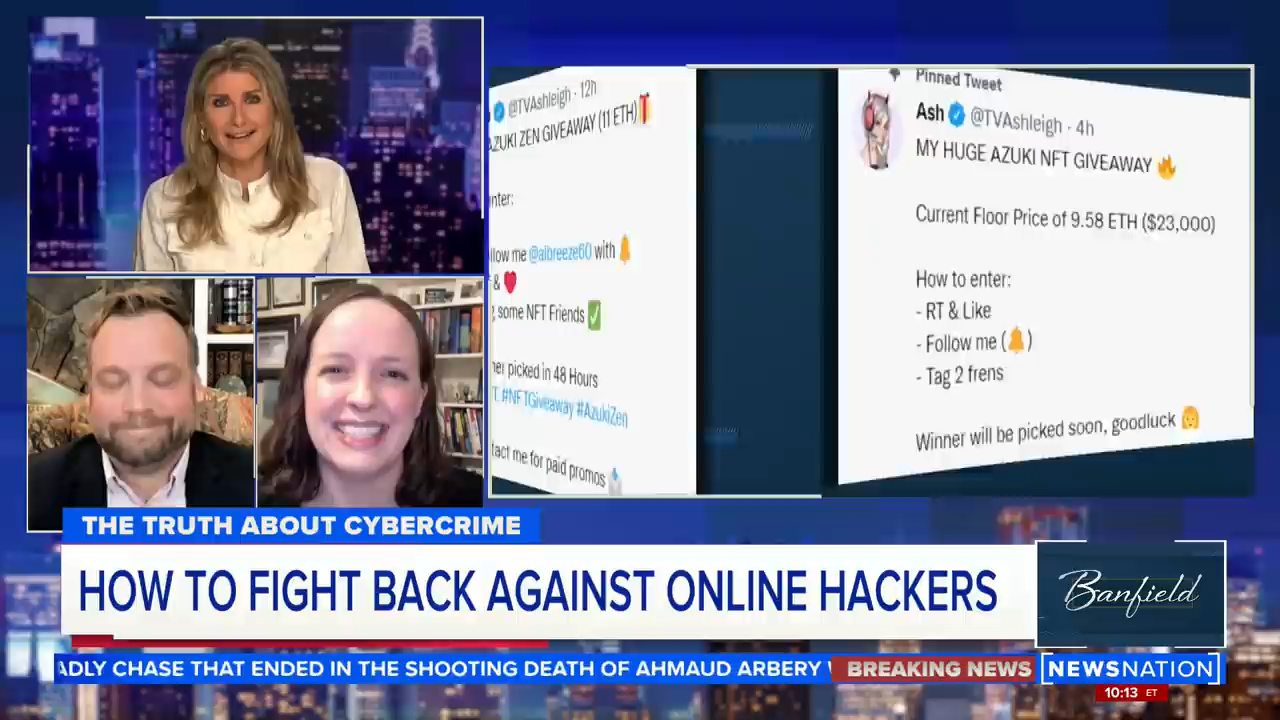 @TVAshleigh · 12h
AZUKI ZEN GIVEAWAY (11 ETH)🎁
nter:
ollow me @albreeze60 with 🔔
& ❤️
some NFT Friends ✅
ner picked in 48 Hours
T #NFTGiveaway #AzukiZen
tact me for paid promos
Pinned Tweet
Ash @TVAshleigh · 4h
MY HUGE AZUKI NFT GIVEAWAY 🔥
Current Floor Price of 9.58 ETH ($23,000)
How to enter:
- RT & Like
- Follow me (🔔)
- Tag 2 frens
Winner will be picked soon, goodluck
THE TRUTH ABOUT CYBERCRIME
HOW TO FIGHT BACK AGAINST ONLINE HACKERS
Banfield
ADLY CHASE THAT ENDED IN THE SHOOTING DEATH OF AHMAUD ARBERY
BREAKING NEWS
NEWSNATION
10:13 ET